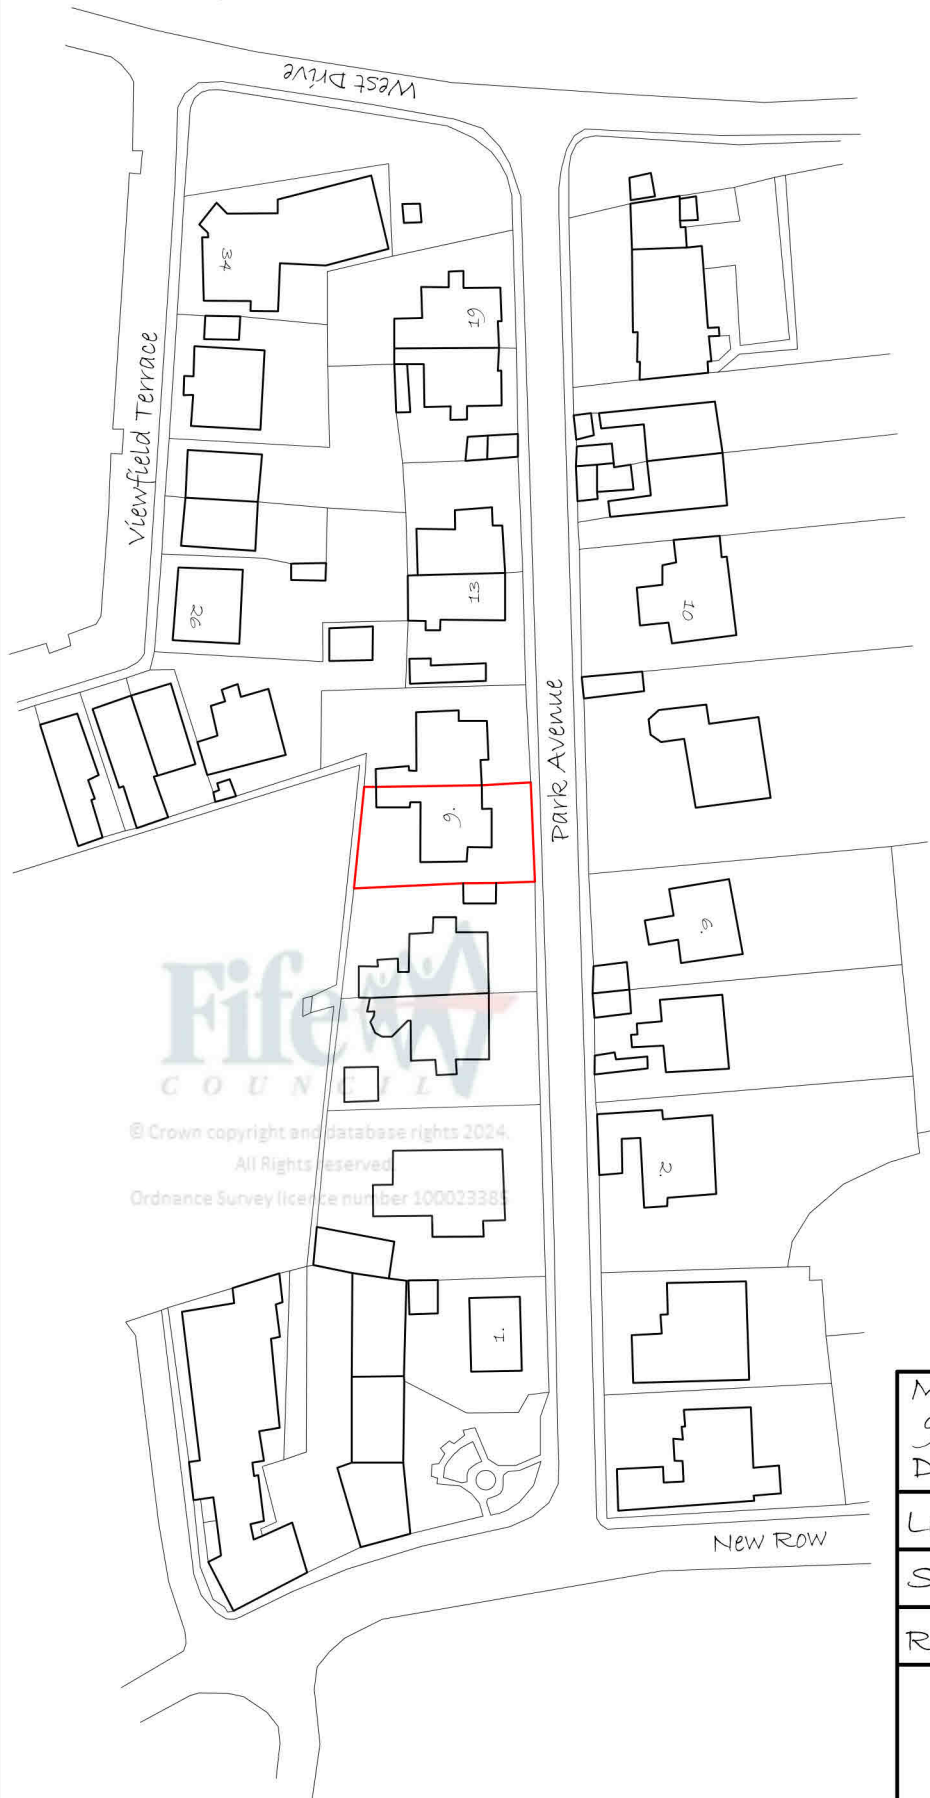 West Drive
34
19
Viewfield Terrace
26
13
10
Park Avenue
9.
6.
Fife
COUNCIL
© Crown copyright and database rights 2024.
All Rights Reserved
Ordnance Survey licence number 100023385
2.
1.
New Row